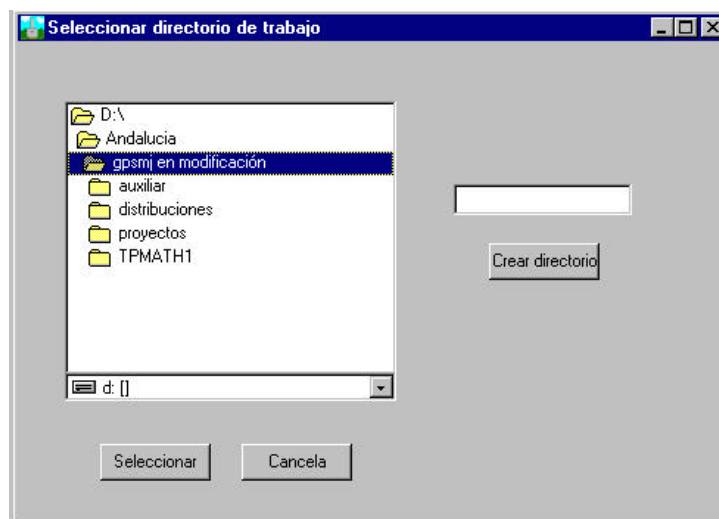 Seleccionar directorio de trabajo
D:\
Andalucia
gpsmj en modificación
auxiliar
distribuciones
proyectos
TPMATH1
Crear directorio
d: []
Seleccionar
Cancela